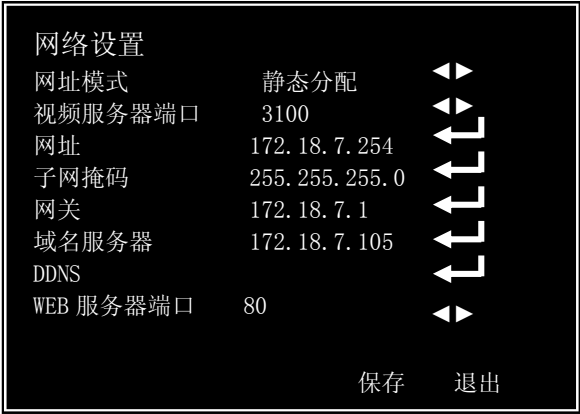 网络设置
网址模式 静态分配
视频服务器端口 3100
网址 172.18.7.254
子网掩码 255.255.255.0
网关 172.18.7.1
域名服务器 172.18.7.105
DDNS
WEB 服务器端口 80
保存 退出